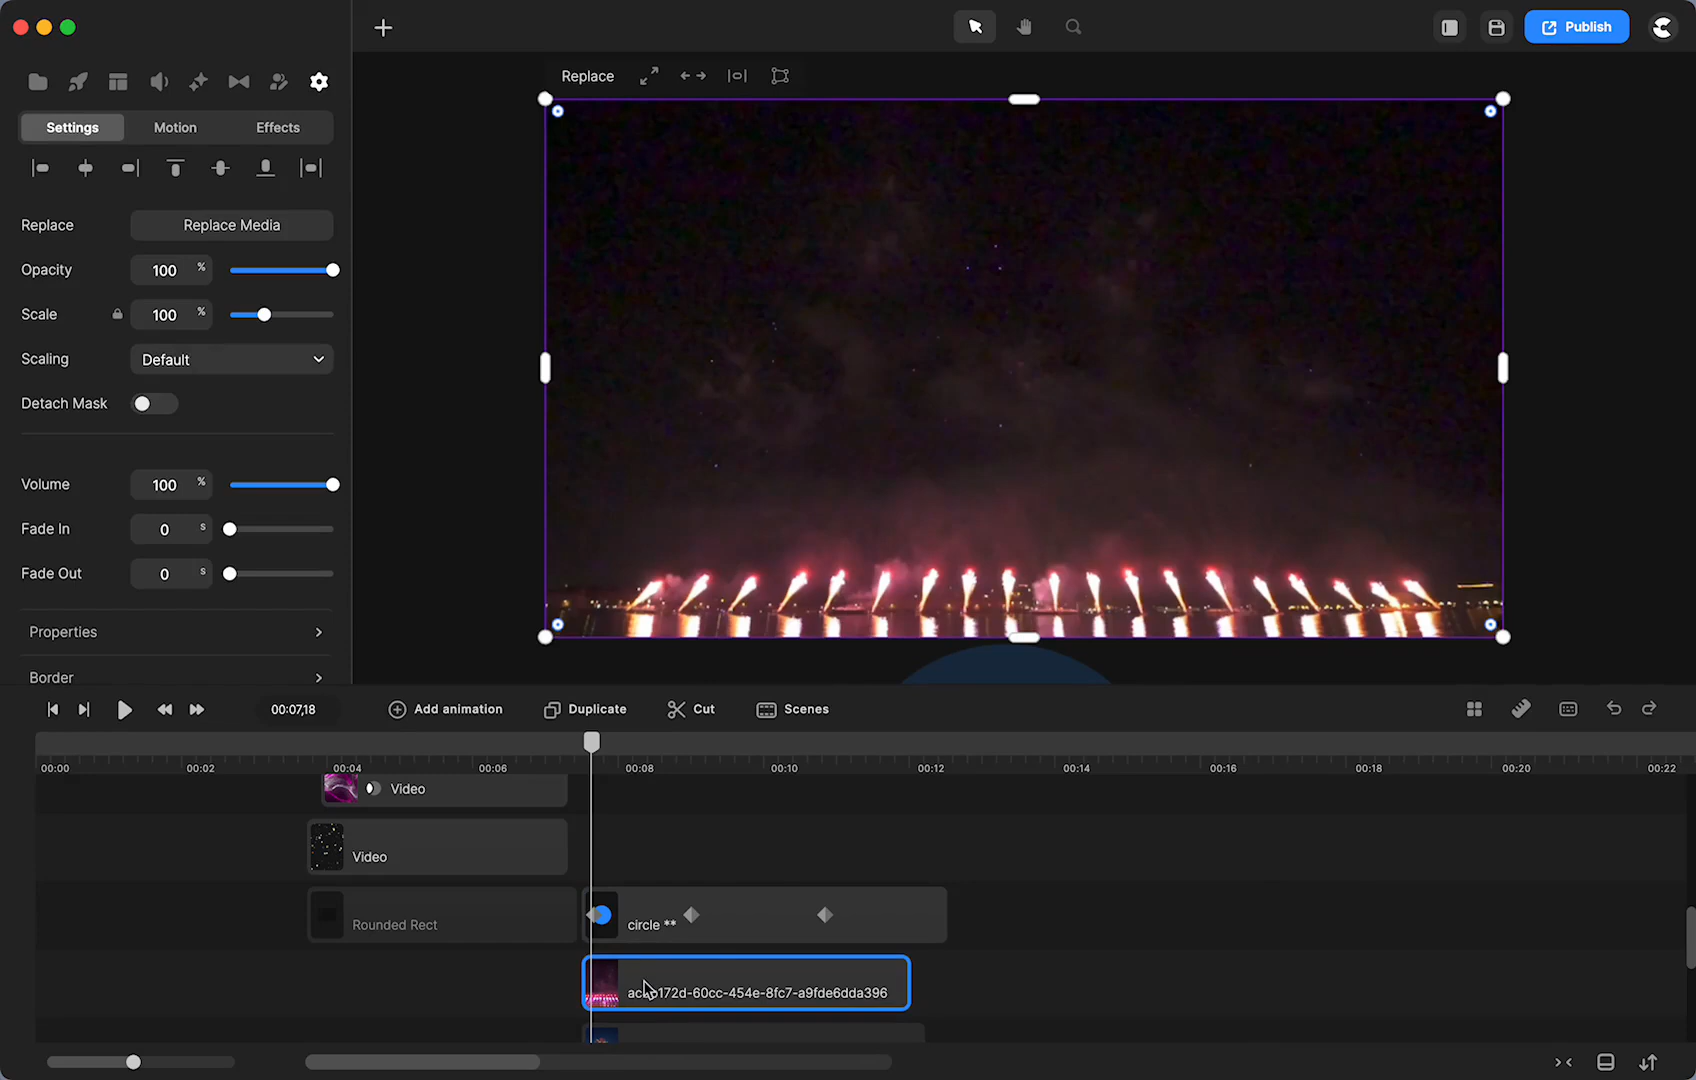 Publish
Replace
Settings Motion Effects
Replace Replace Media
Opacity 100 %
Scale 100 %
Scaling Default
Detach Mask
Volume 100 %
Fade In 0 s
Fade Out 0 s
Properties
Border
00:07,18 Add animation Duplicate Cut Scenes
00:00 00:02 00:04 00:06 00:08 00:10 00:12 00:14 00:16 00:18 00:20 00:22
Video
Video
Rounded Rect circle **
172d-60cc-454e-8fc7-a9fde6dda396